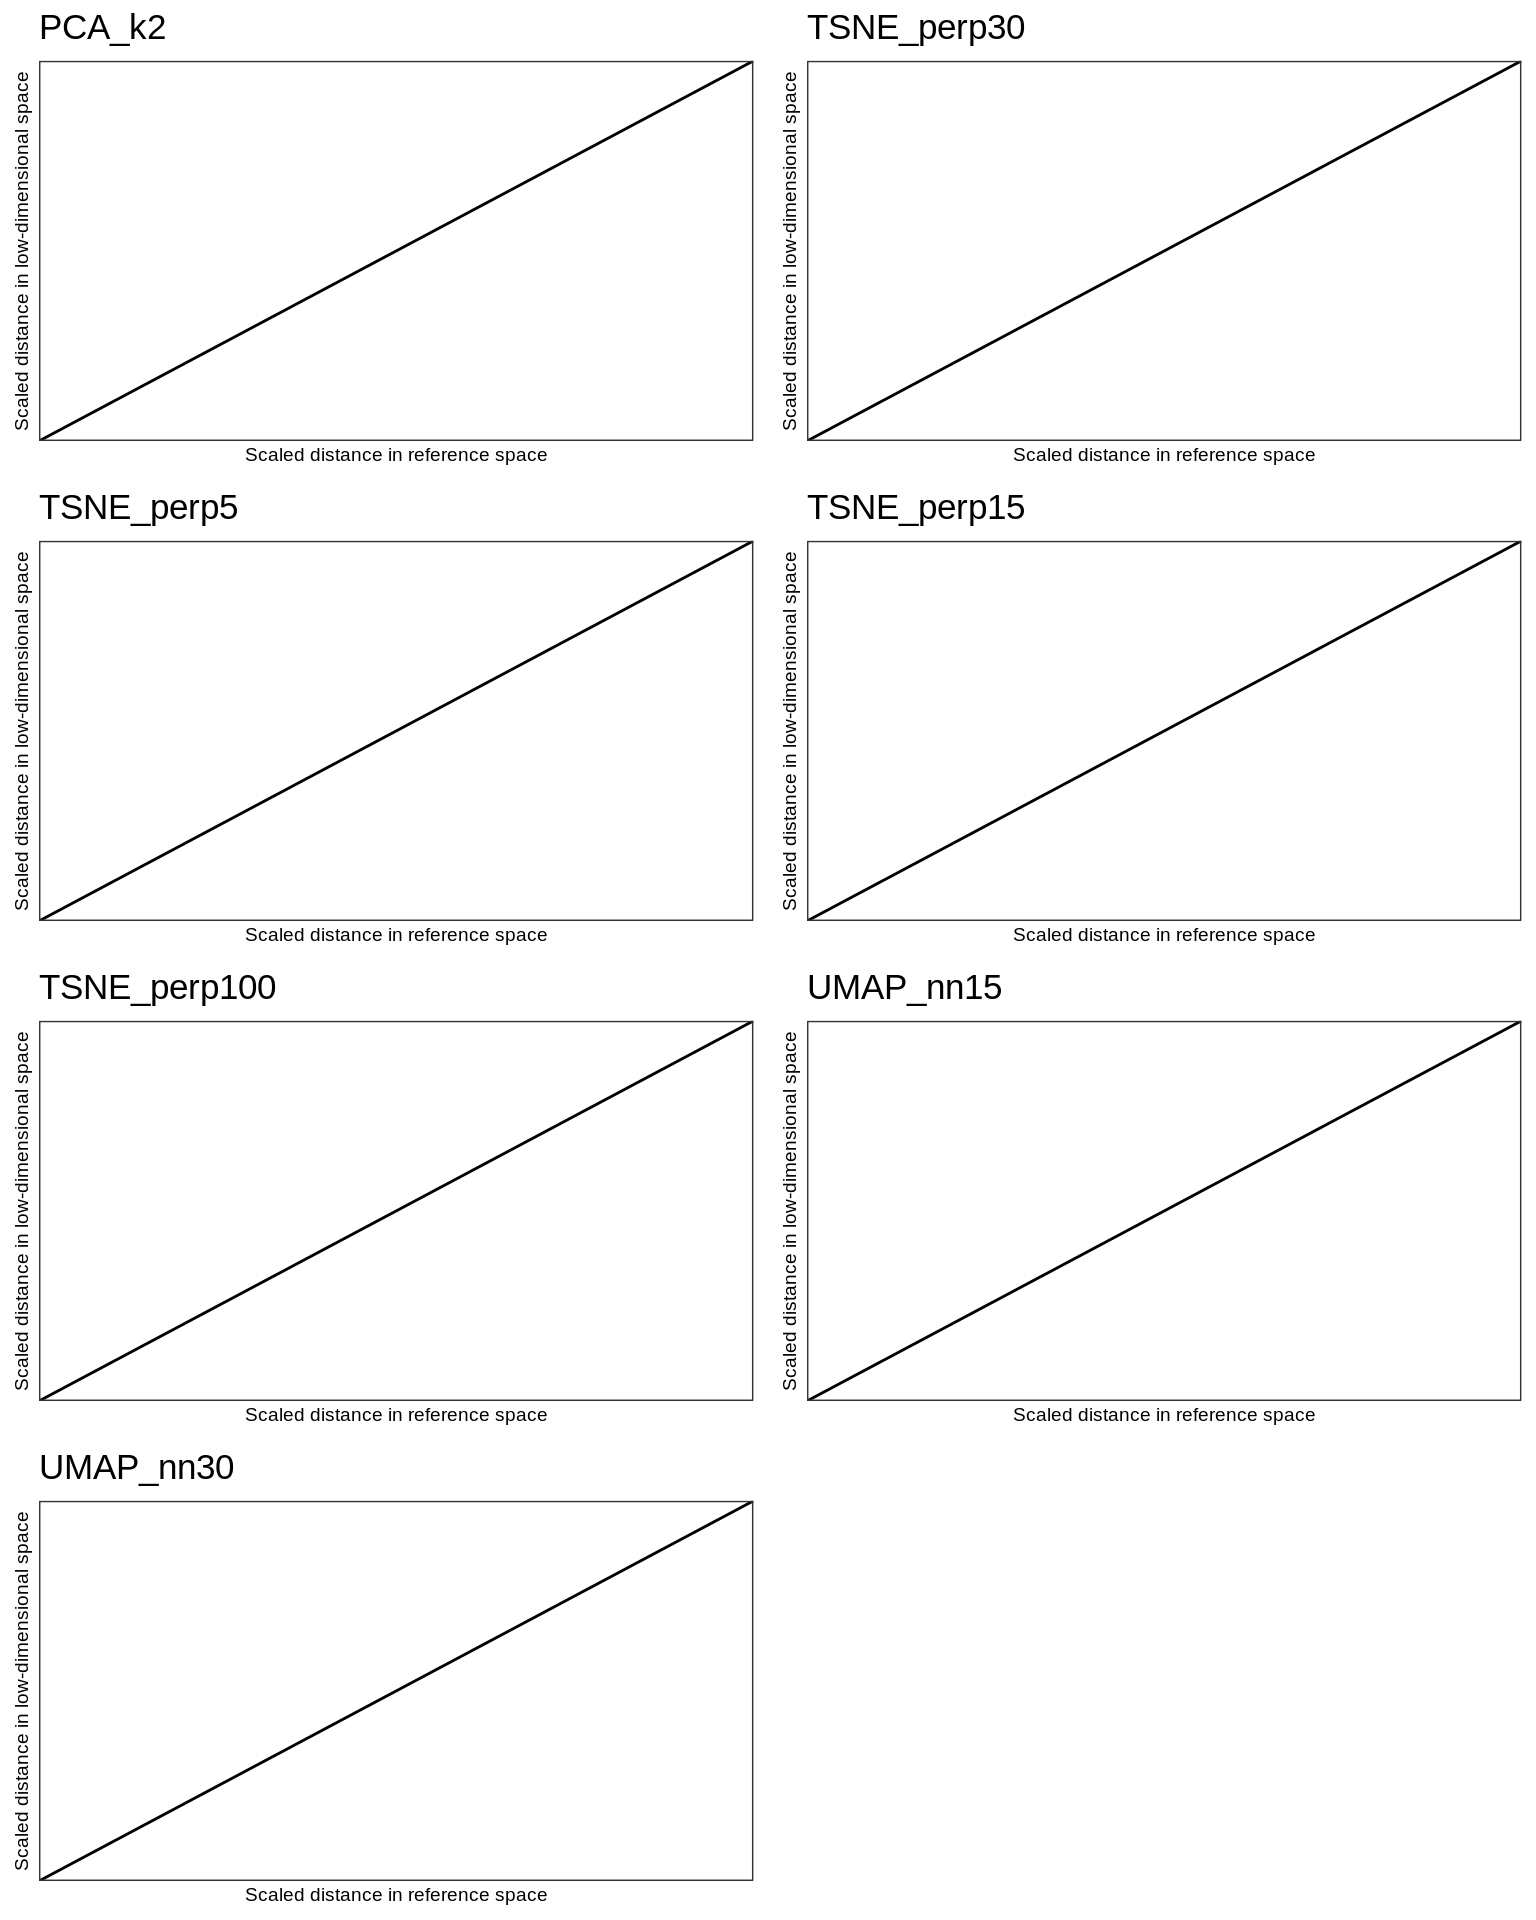 PCA_k2
Scaled distance in low-dimensional space
Scaled distance in reference space
TSNE_perp30
Scaled distance in low-dimensional space
Scaled distance in reference space
TSNE_perp5
Scaled distance in low-dimensional space
Scaled distance in reference space
TSNE_perp15
Scaled distance in low-dimensional space
Scaled distance in reference space
TSNE_perp100
Scaled distance in low-dimensional space
Scaled distance in reference space
UMAP_nn15
Scaled distance in low-dimensional space
Scaled distance in reference space
UMAP_nn30
Scaled distance in low-dimensional space
Scaled distance in reference space